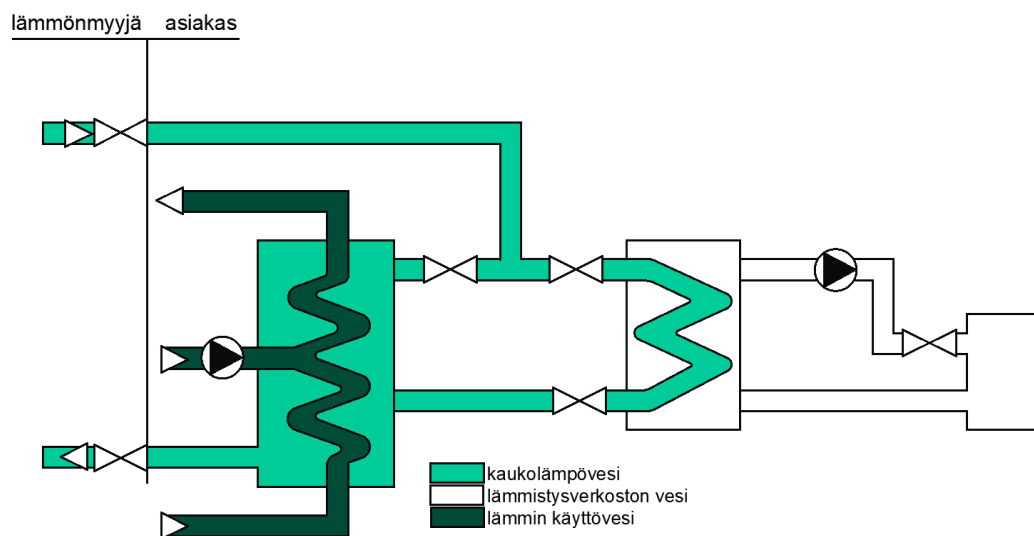 lämmönmyyjä asiakas
kaukolämpövesi
lämmistysverkoston vesi
lämmin käyttövesi